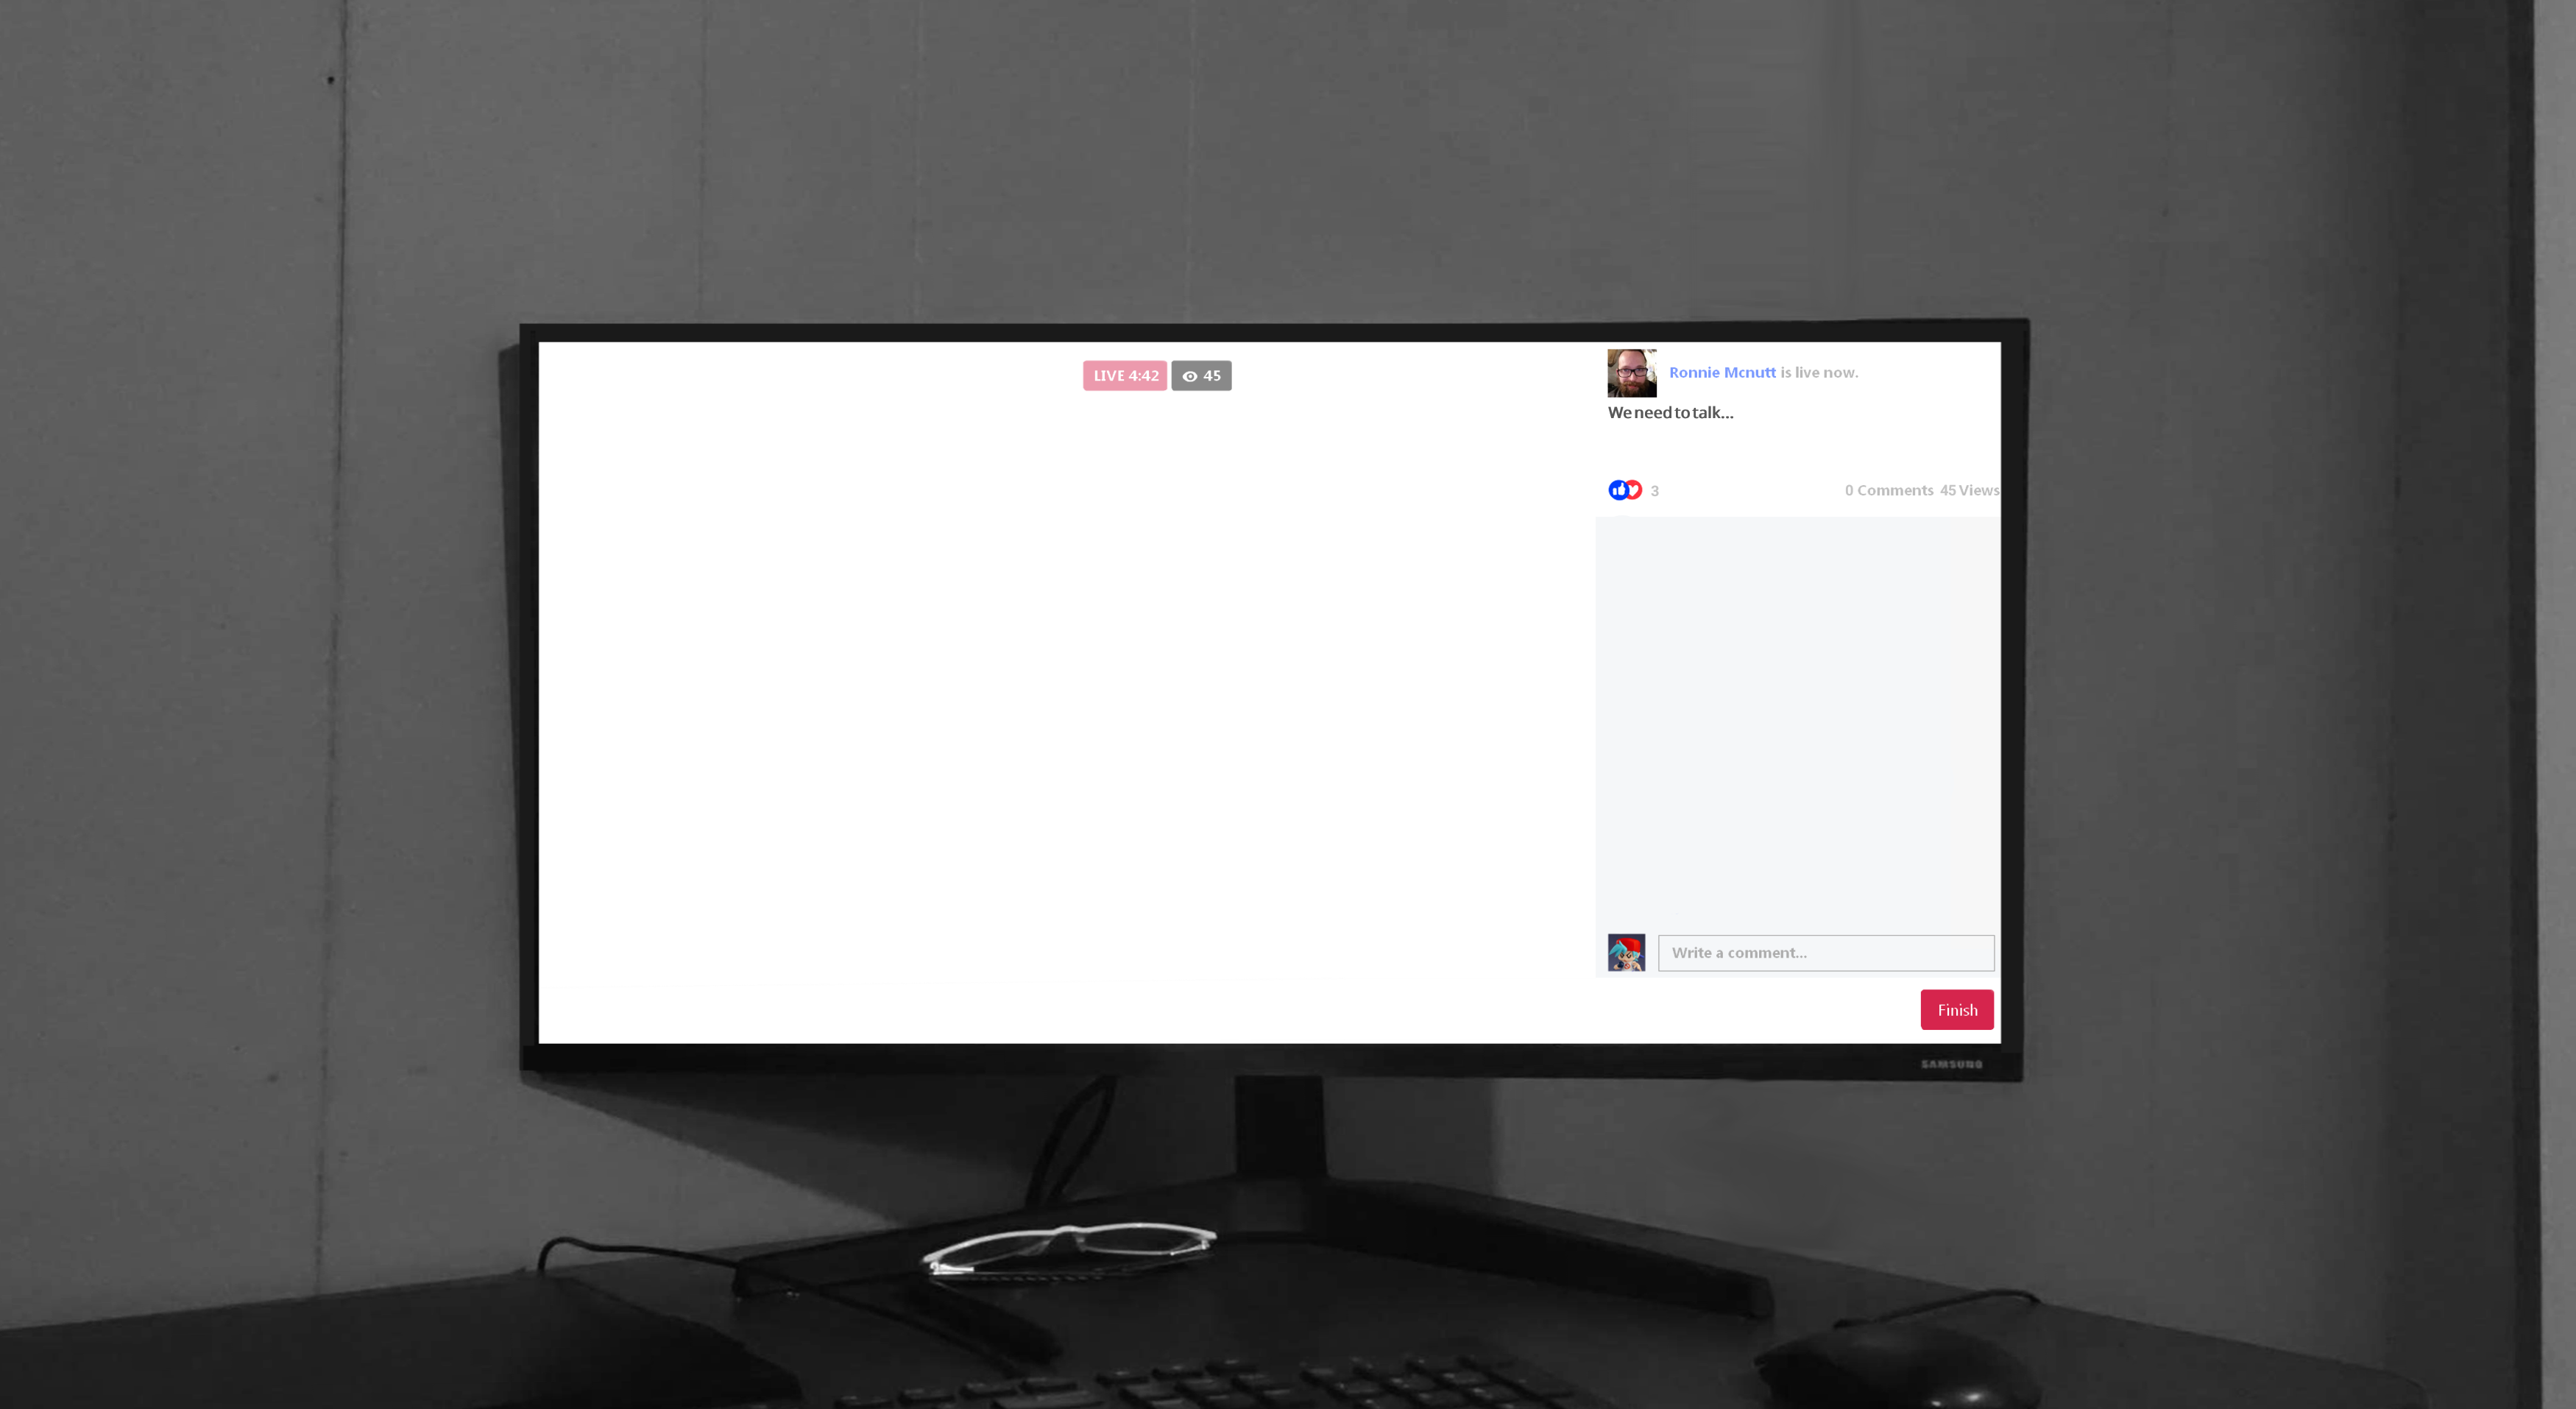 LIVE 4:42 45
Ronnie Mcnutt is live now.
We need to talk...
3 0 Comments 45 Views
Write a comment...
Finish
SAMSUNG